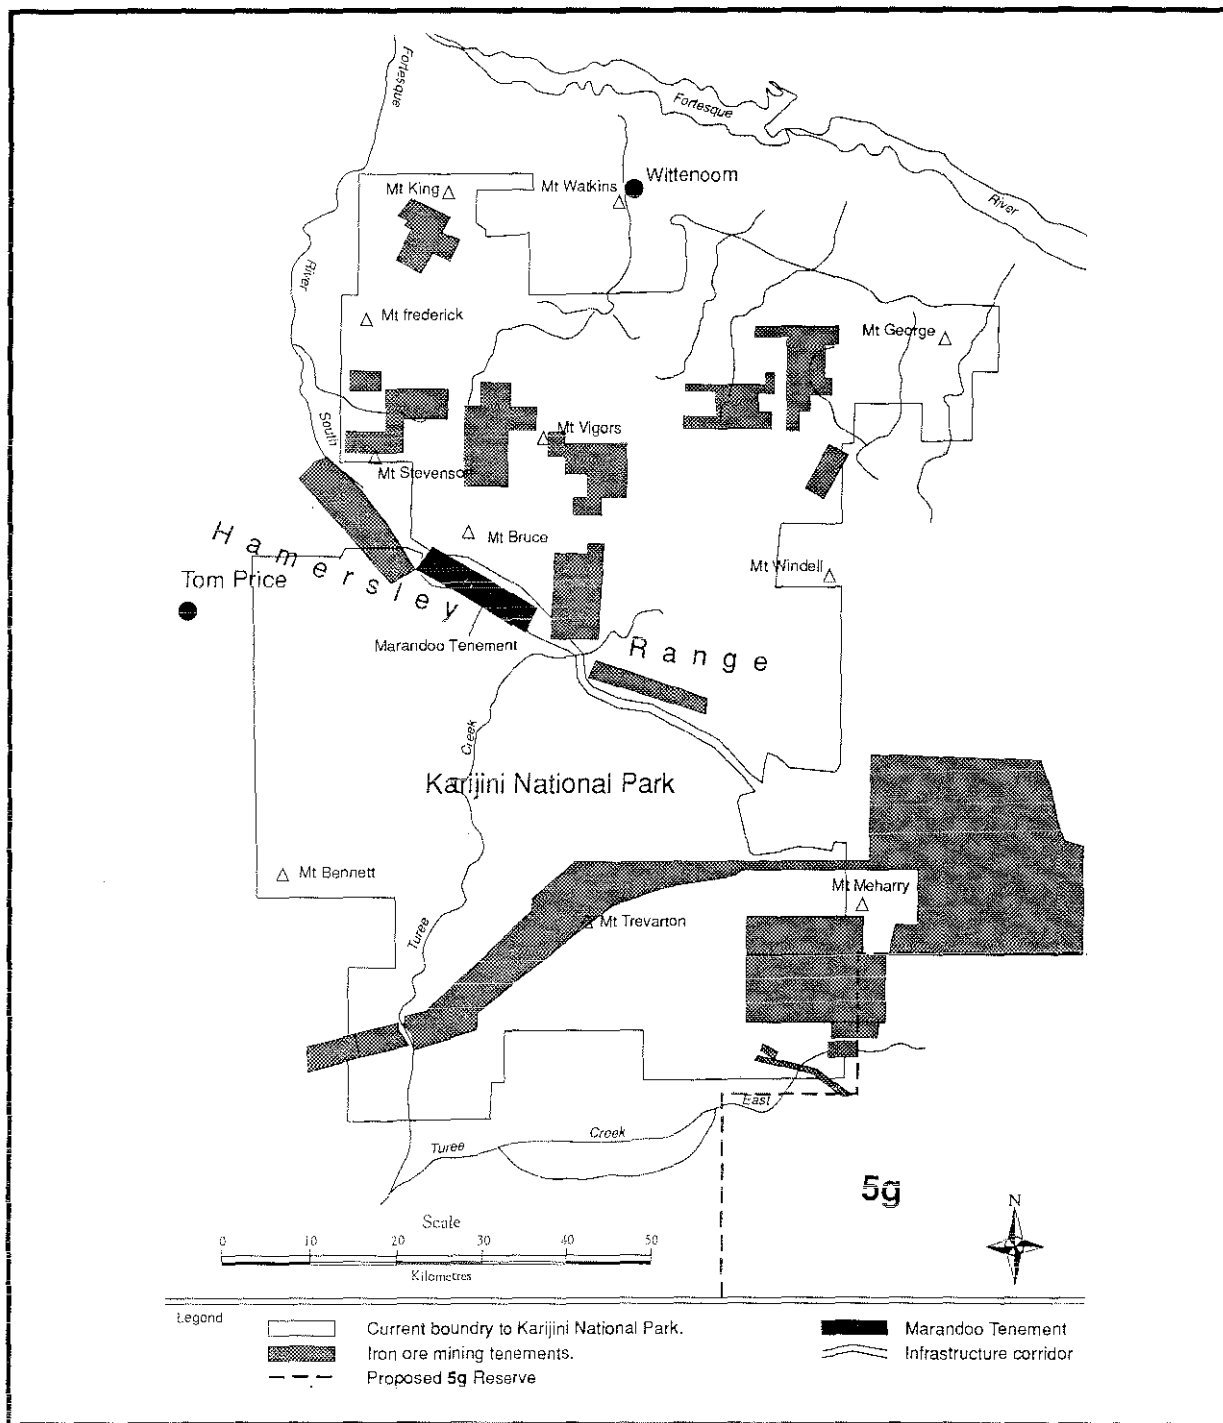 Fortesque
Fortesque
River
Wittenoom
Mt Watkins
Mt King
River
Mt frederick
Mt George
South
Mt Vigors
Mt Stevenson
Mt Bruce
Hamersley
Mt Windell
Tom Price
Marandoo Tenement
Range
Creek
Karijini National Park
Mt Bennett
Mt Meharry
Mt Trevarton
Turee
East
Creek
Turee
5g
N
Scale
0 10 20 30 40 50
Kilometres
Legend
Current boundry to Karijini National Park.
Marandoo Tenement
Iron ore mining tenements.
Infrastructure corridor
Proposed 5g Reserve